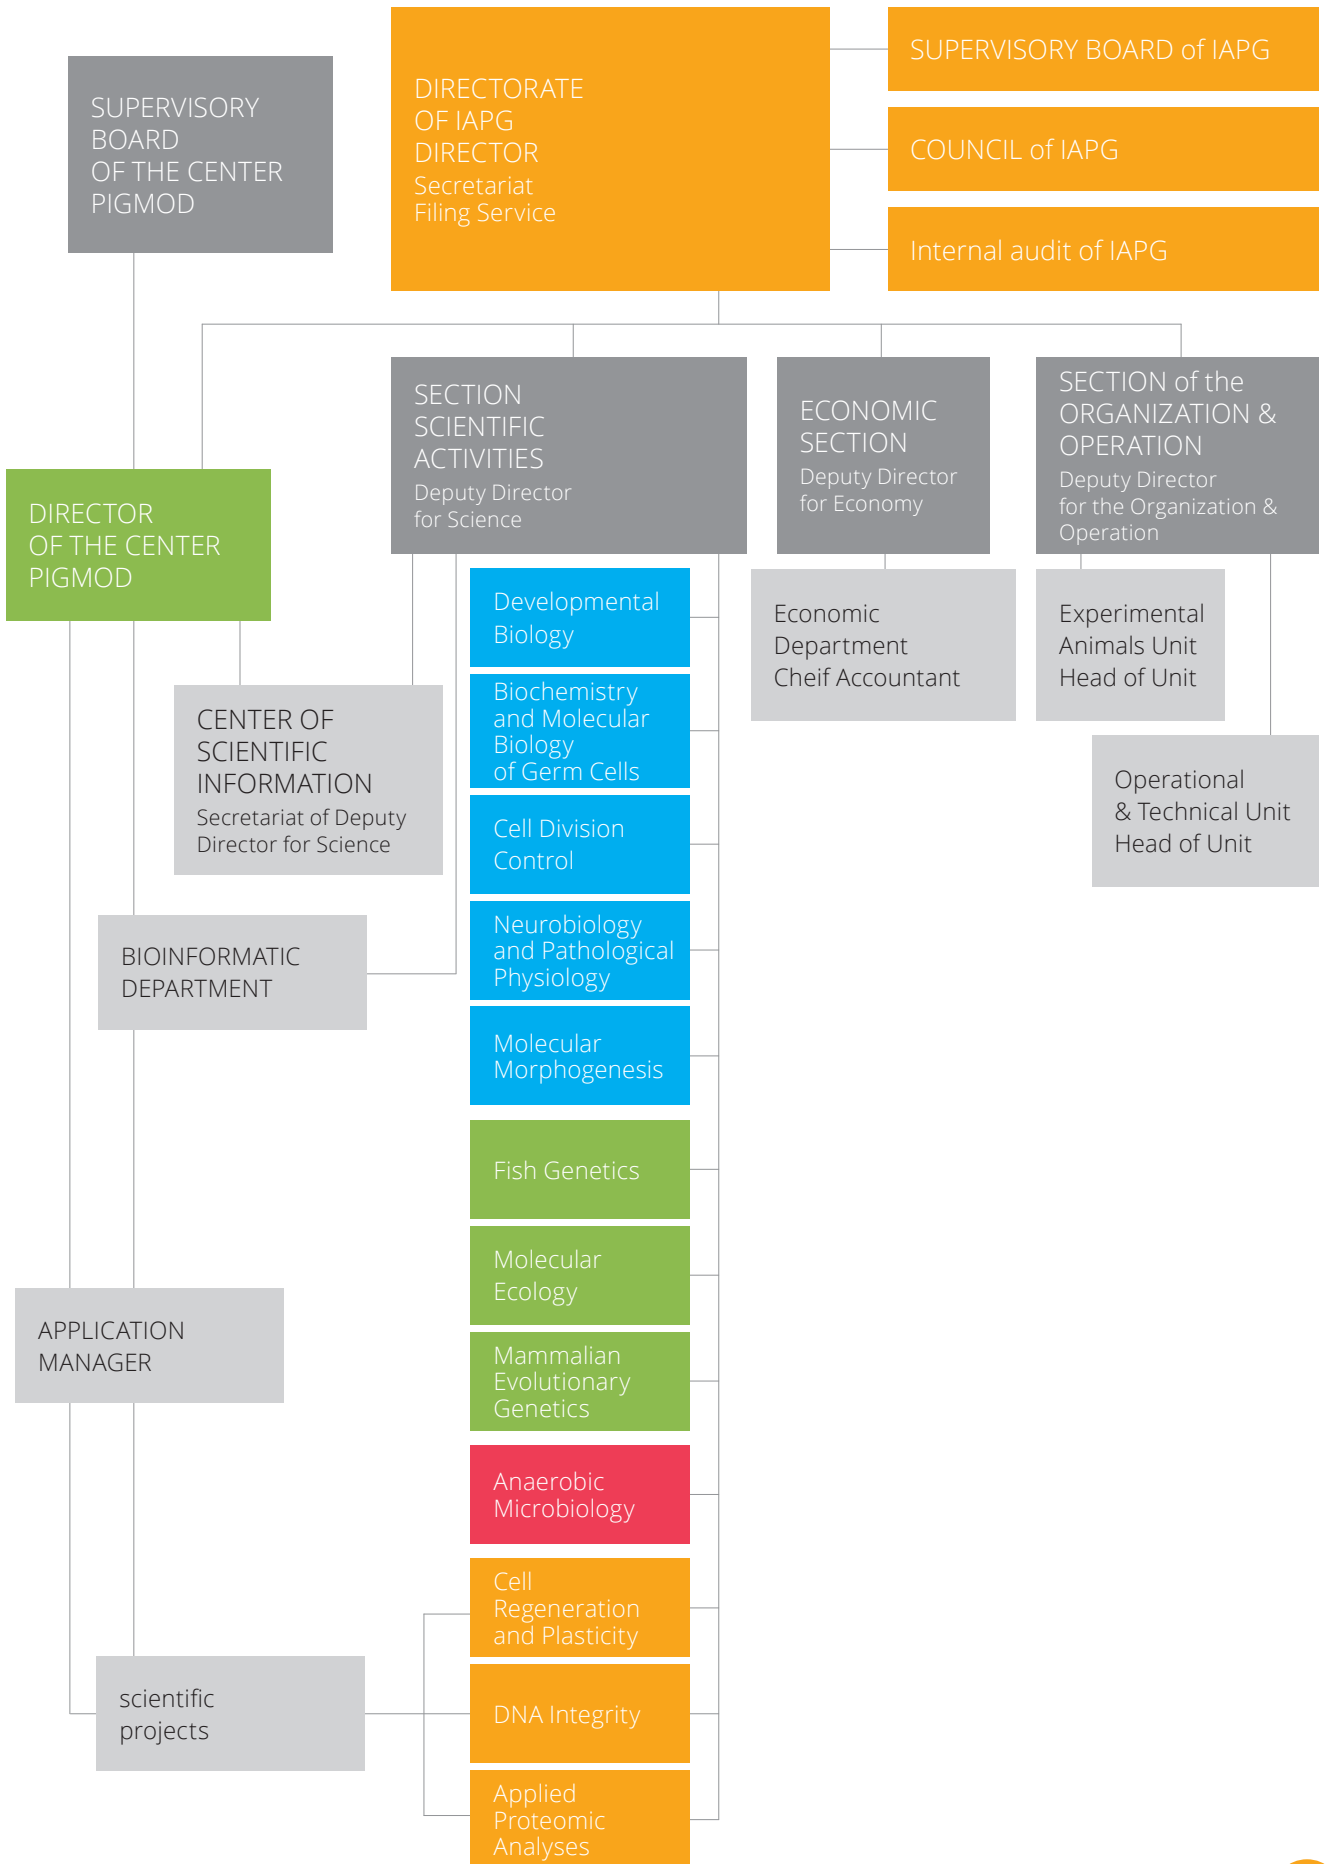 SUPERVISORY
BOARD
OF THE CENTER
PIGMOD
DIRECTORATE
OF IAPG
DIRECTOR
Secretariat
Filing Service
SUPERVISORY BOARD of IAPG
COUNCIL of IAPG
Internal audit of IAPG
DIRECTOR
OF THE CENTER
PIGMOD
SECTION
SCIENTIFIC
ACTIVITIES
Deputy Director
for Science
ECONOMIC
SECTION
Deputy Director
for Economy
SECTION of the
ORGANIZATION &
OPERATION
Deputy Director
for the Organization &
Operation
Economic
Department
Cheif Accountant
Experimental
Animals Unit
Head of Unit
Operational
& Technical Unit
Head of Unit
CENTER OF
SCIENTIFIC
INFORMATION
Secretariat of Deputy
Director for Science
BIOINFORMATIC
DEPARTMENT
APPLICATION
MANAGER
scientific
projects
Developmental
Biology
Biochemistry
and Molecular
Biology
of Germ Cells
Cell Division
Control
Neurobiology
and Pathological
Physiology
Molecular
Morphogenesis
Fish Genetics
Molecular
Ecology
Mammalian
Evolutionary
Genetics
Anaerobic
Microbiology
Cell
Regeneration
and Plasticity
DNA Integrity
Applied
Proteomic
Analyses